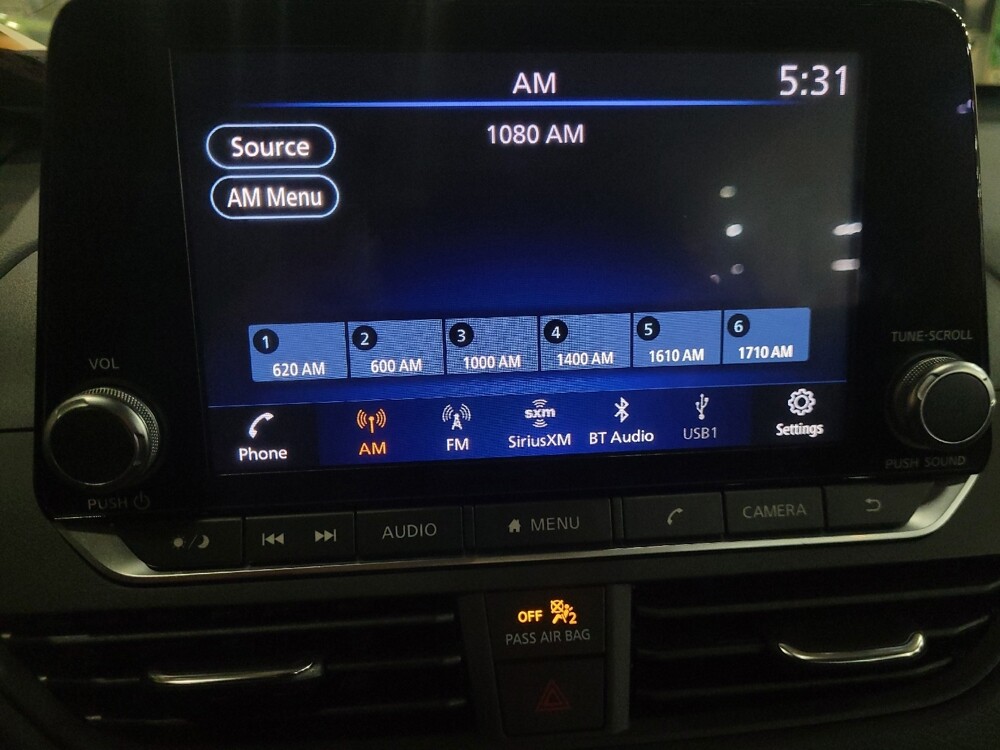 AM
5:31
Source
1080 AM
AM Menu
1 2 3 4 5 6
620 AM 600 AM 1000 AM 1400 AM 1610 AM 1710 AM
TUNE·SCROLL
VOL
sxm
Phone AM FM SiriusXM BT Audio USB1 Settings
PUSH SOUND
PUSH
AUDIO MENU CAMERA
OFF 2
PASS AIR BAG